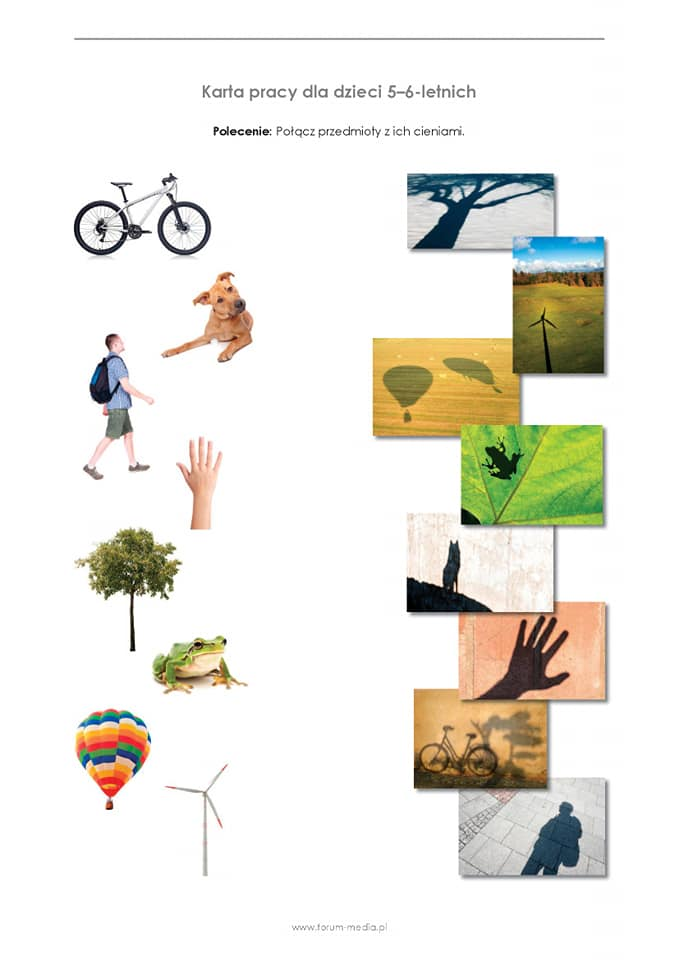 Karta pracy dla dzieci 5–6-letnich
Polecenie: Połącz przedmioty z ich cieniami.
www.forum-media.pl